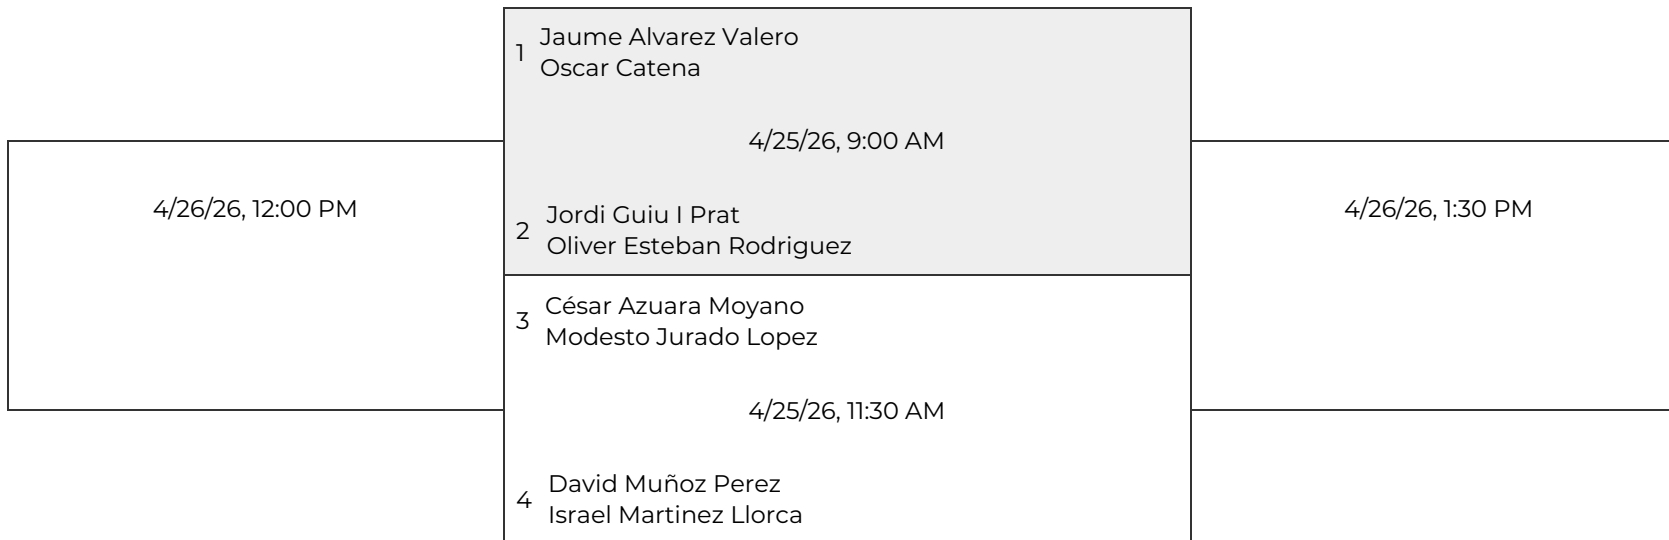 1
Jaume Alvarez Valero
Oscar Catena
4/25/26, 9:00 AM
2
Jordi Guiu I Prat
Oliver Esteban Rodriguez
4/26/26, 12:00 PM
4/26/26, 1:30 PM
3
César Azuara Moyano
Modesto Jurado Lopez
4/25/26, 11:30 AM
4
David Muñoz Perez
Israel Martinez Llorca